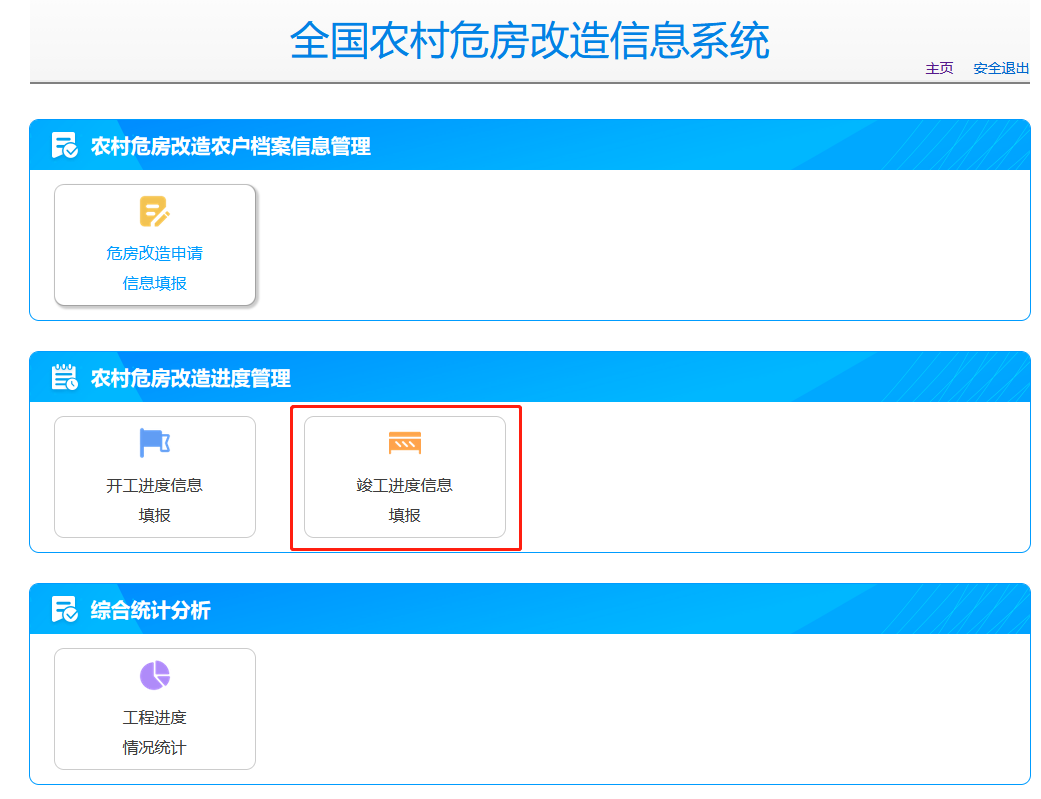 全国农村危房改造信息系统
主页 安全退出
农村危房改造农户档案信息管理
危房改造申请
信息填报
农村危房改造进度管理
开工进度信息
填报
竣工进度信息
填报
综合统计分析
工程进度
情况统计